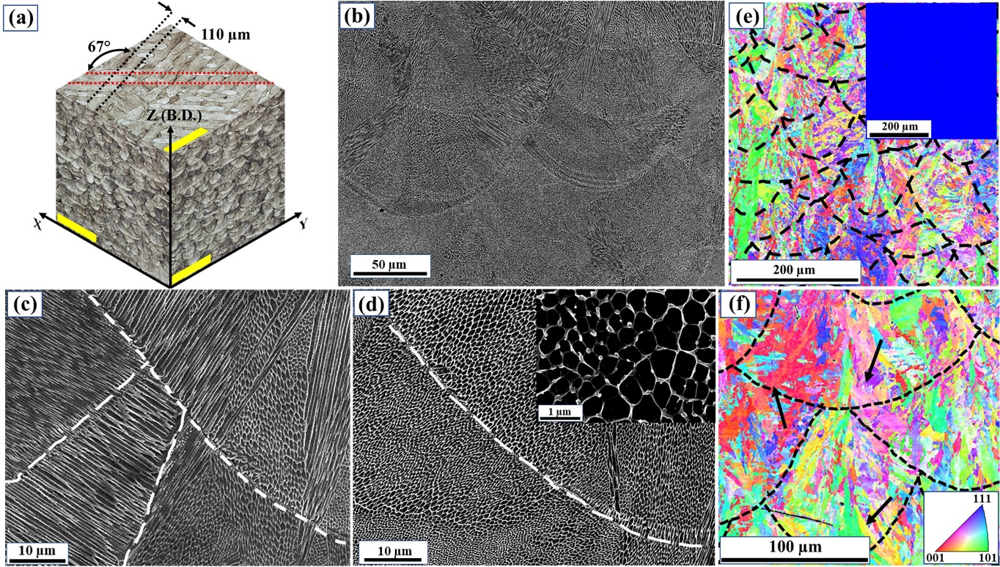 (a)
110 µm
67°
Z (B.D.)
X
Y
(b)
50 µm
(e)
200 µm
200 µm
(c)
10 µm
(d)
1 µm
10 µm
(f)
111
001 101
100 µm